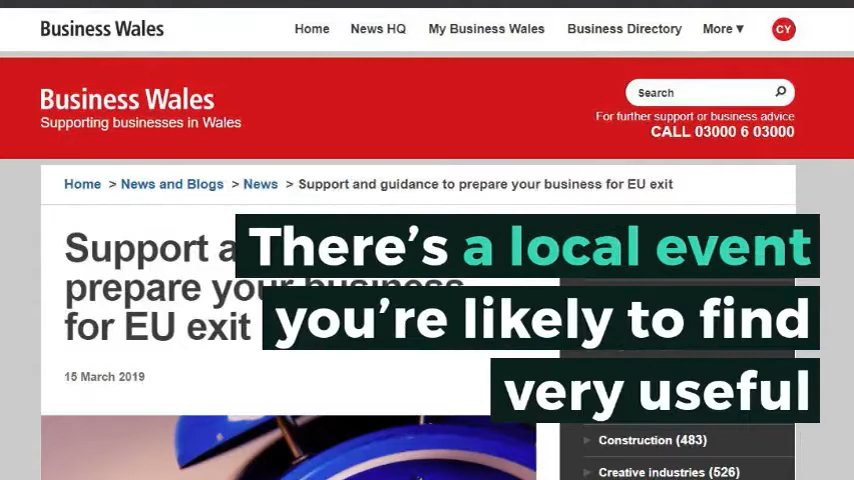 Business Wales
Home News HQ My Business Wales Business Directory More ▾ CY
Business Wales
Supporting businesses in Wales
Search
For further support or business advice
CALL 03000 6 03000
Home > News and Blogs > News > Support and guidance to prepare your business for EU exit
Support a
prepare your business
for EU exit
There's a local event
you're likely to find
very useful
15 March 2019
Construction (483)
Creative industries (526)